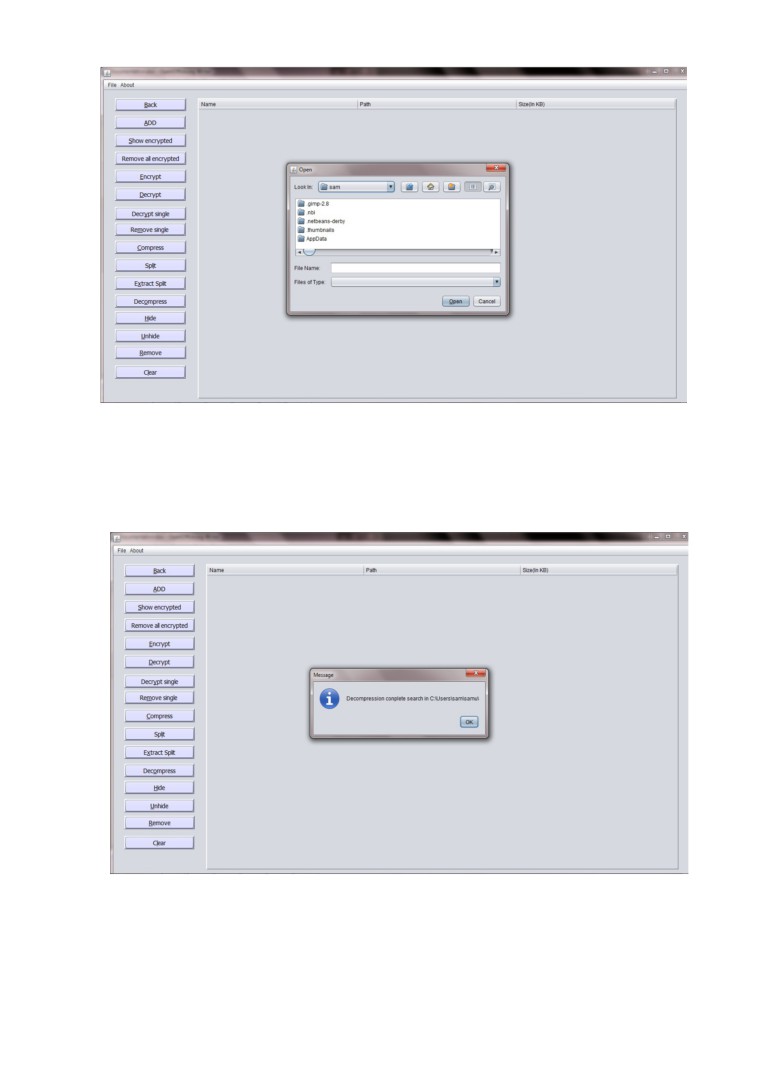 File About
Back
Name Path Size(In KB)
ADD
Show encrypted
Remove all encrypted
Encrypt
Decrypt
Decrypt single
Remove single
Compress
Split
Extract Split
Decompress
Hide
Unhide
Remove
Clear
Open
Look In: sam
.gimp-2.8
.nbi
.netbeans-derby
.thumbnails
AppData
File Name:
Files of Type:
Open Cancel
File About
Back
Name Path Size(In KB)
ADD
Show encrypted
Remove all encrypted
Encrypt
Decrypt
Decrypt single
Remove single
Compress
Split
Extract Split
Decompress
Hide
Unhide
Remove
Clear
Message
Decompression conplete search in
OK